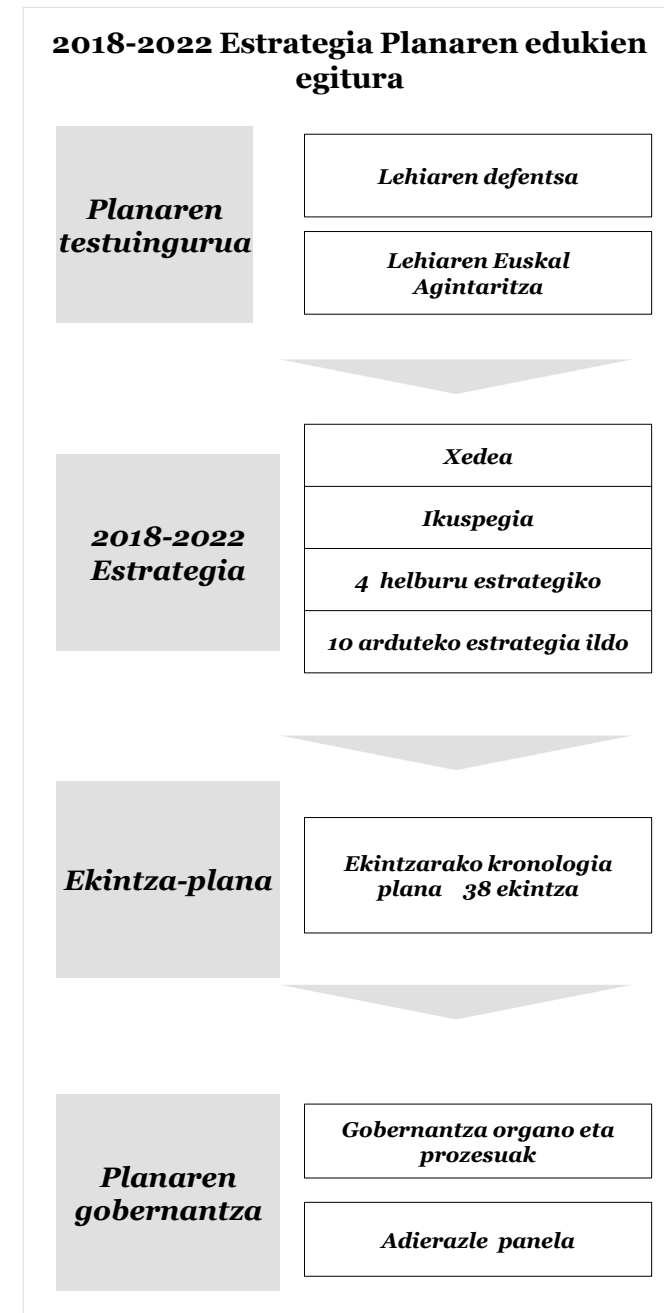 2018-2022 Estrategia Planaren edukien
egitura
Planaren
testuingurua
Lehiaren defentsa
Lehiaren Euskal
Agintaritza
2018-2022
Estrategia
Xedea
Ikuspegia
4 helburu estrategiko
10 arduteko estrategia ildo
Ekintza-plana
Ekintzarako kronologia
plana 38 ekintza
Planaren
gobernantza
Gobernantza organo eta
prozesuak
Adierazle panela